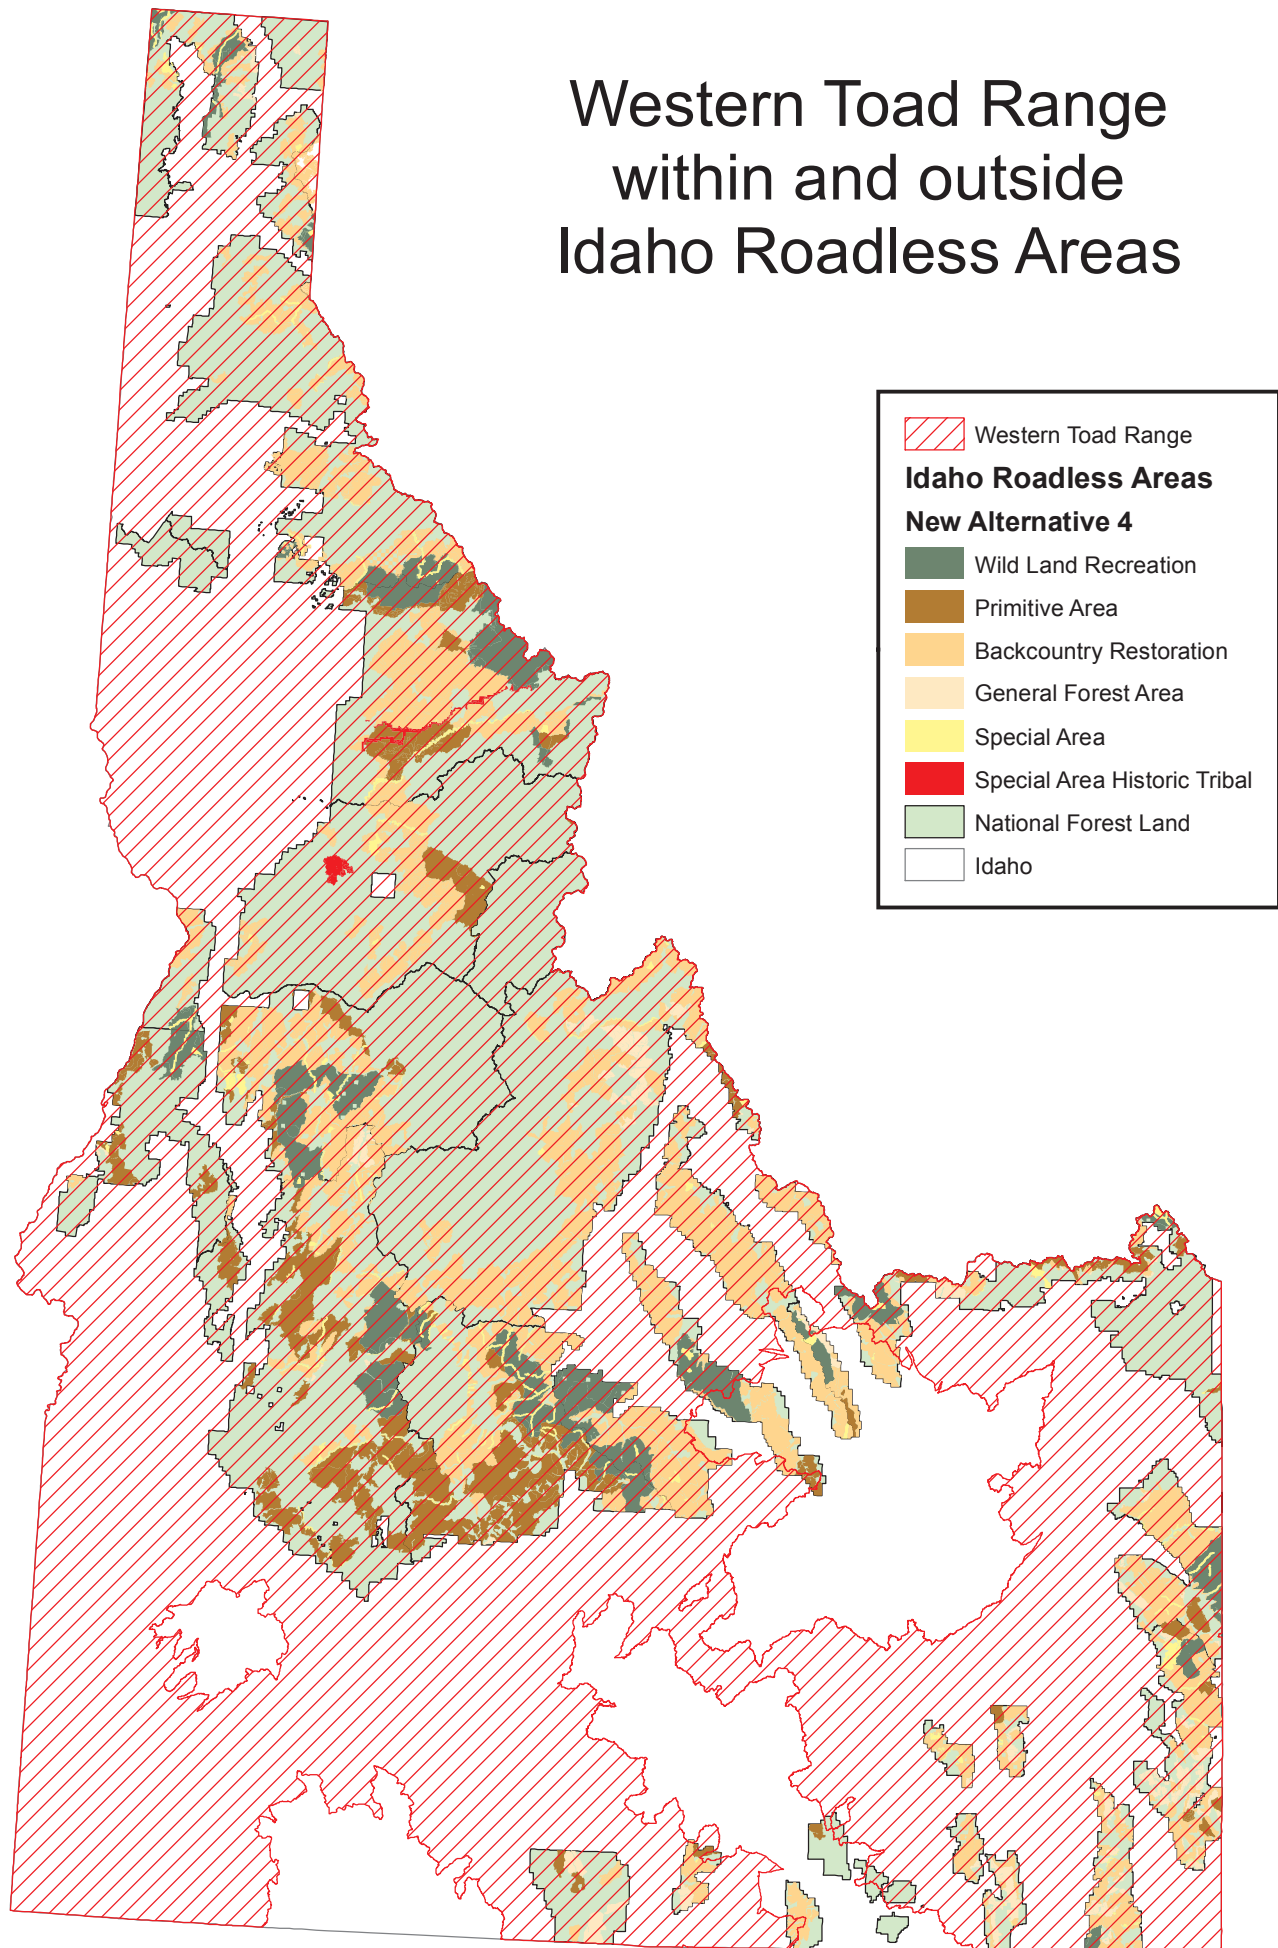 Western Toad Range
within and outside
Idaho Roadless Areas
Western Toad Range
Idaho Roadless Areas
New Alternative 4
Wild Land Recreation
Primitive Area
Backcountry Restoration
General Forest Area
Special Area
Special Area Historic Tribal
National Forest Land
Idaho